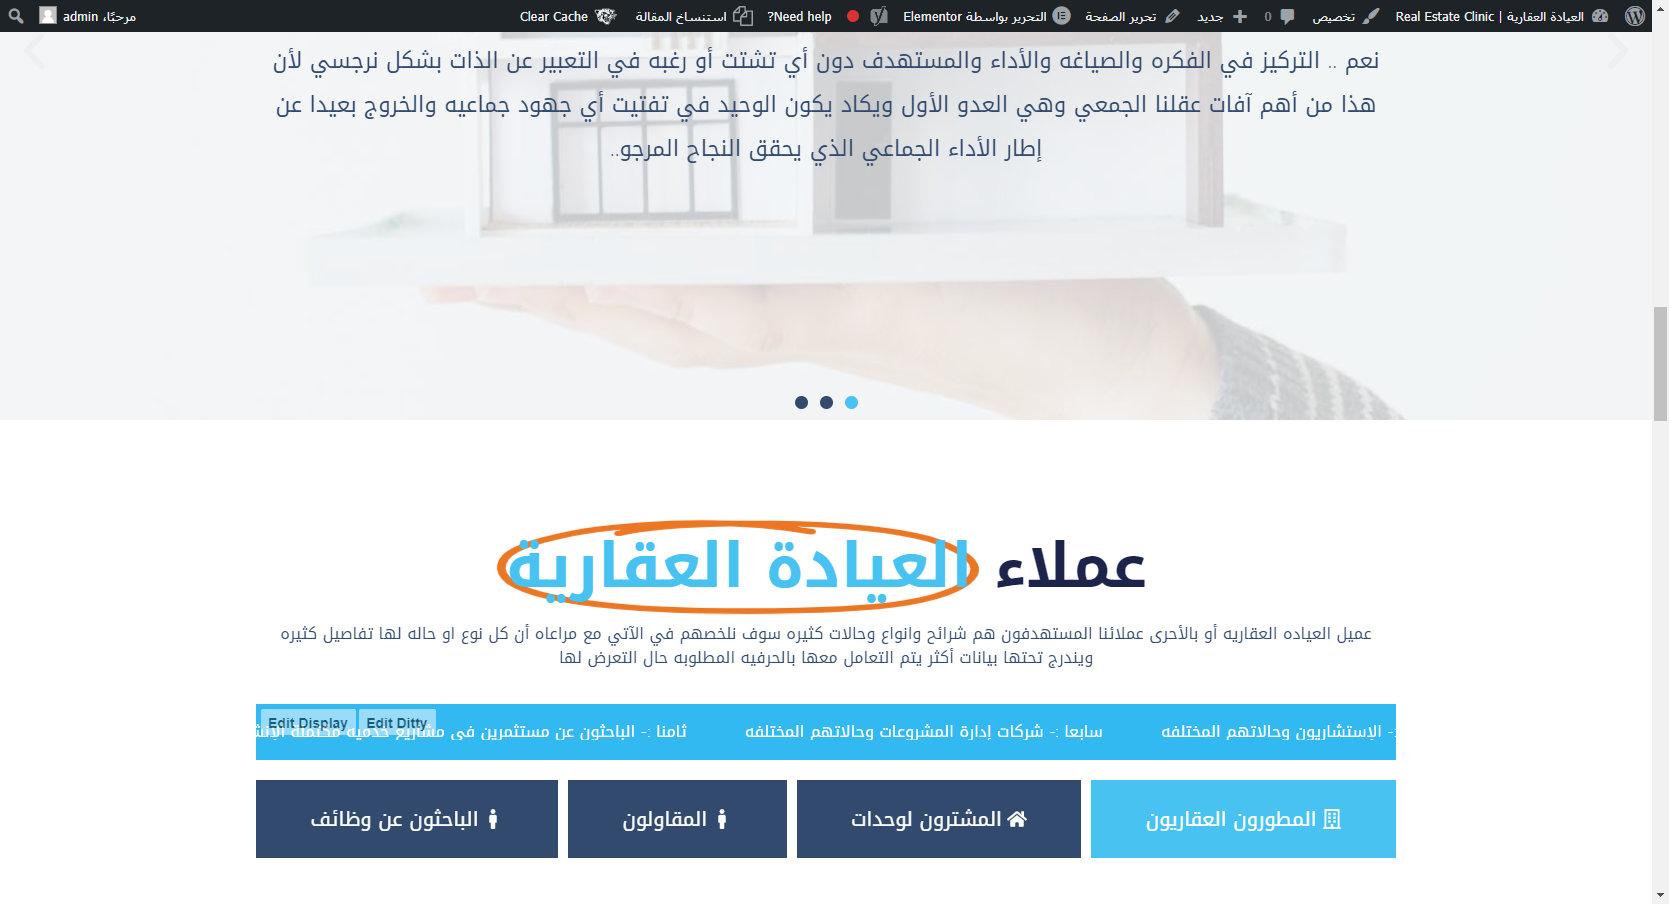 العيادة العقارية | Real Estate Clinic
تخصيص
0
جديد
تحرير الصفحة
التحرير بواسطة Elementor
Need help?
استنساخ المقالة
Clear Cache
مرحبًا، admin
نعم .. التركيز في الفكره والصياغه والأداء والمستهدف دون أي تشتت أو رغبه في التعبير عن الذات بشكل نرجسي لأن
هذا من أهم آفات عقلنا الجمعي وهي العدو الأول ويكاد يكون الوحيد في تفتيت أي جهود جماعيه والخروج بعيدا عن
إطار الأداء الجماعي الذي يحقق النجاح المرجو..
عملاء العيادة العقارية
عميل العياده العقاريه أو بالأحرى عملائنا المستهدفون هم شرائح وانواع وحالات كثيره سوف نلخصهم في الآتي مع مراعاه أن كل نوع او حاله لها تفاصيل كثيره
ويندرج تحتها بيانات أكثر يتم التعامل معها بالحرفيه المطلوبه حال التعرض لها
Edit Display Edit Ditty
:- الإستشاريون وحالاتهم المختلفه
سابعا :- شركات إدارة المشروعات وحالاتهم المختلفه
ثامنا :- الباحثون عن مستثمرين في مشاريع خدميه مكتملة
المطورون العقاريون
المشترون لوحدات
المقاولون
الباحثون عن وظائف